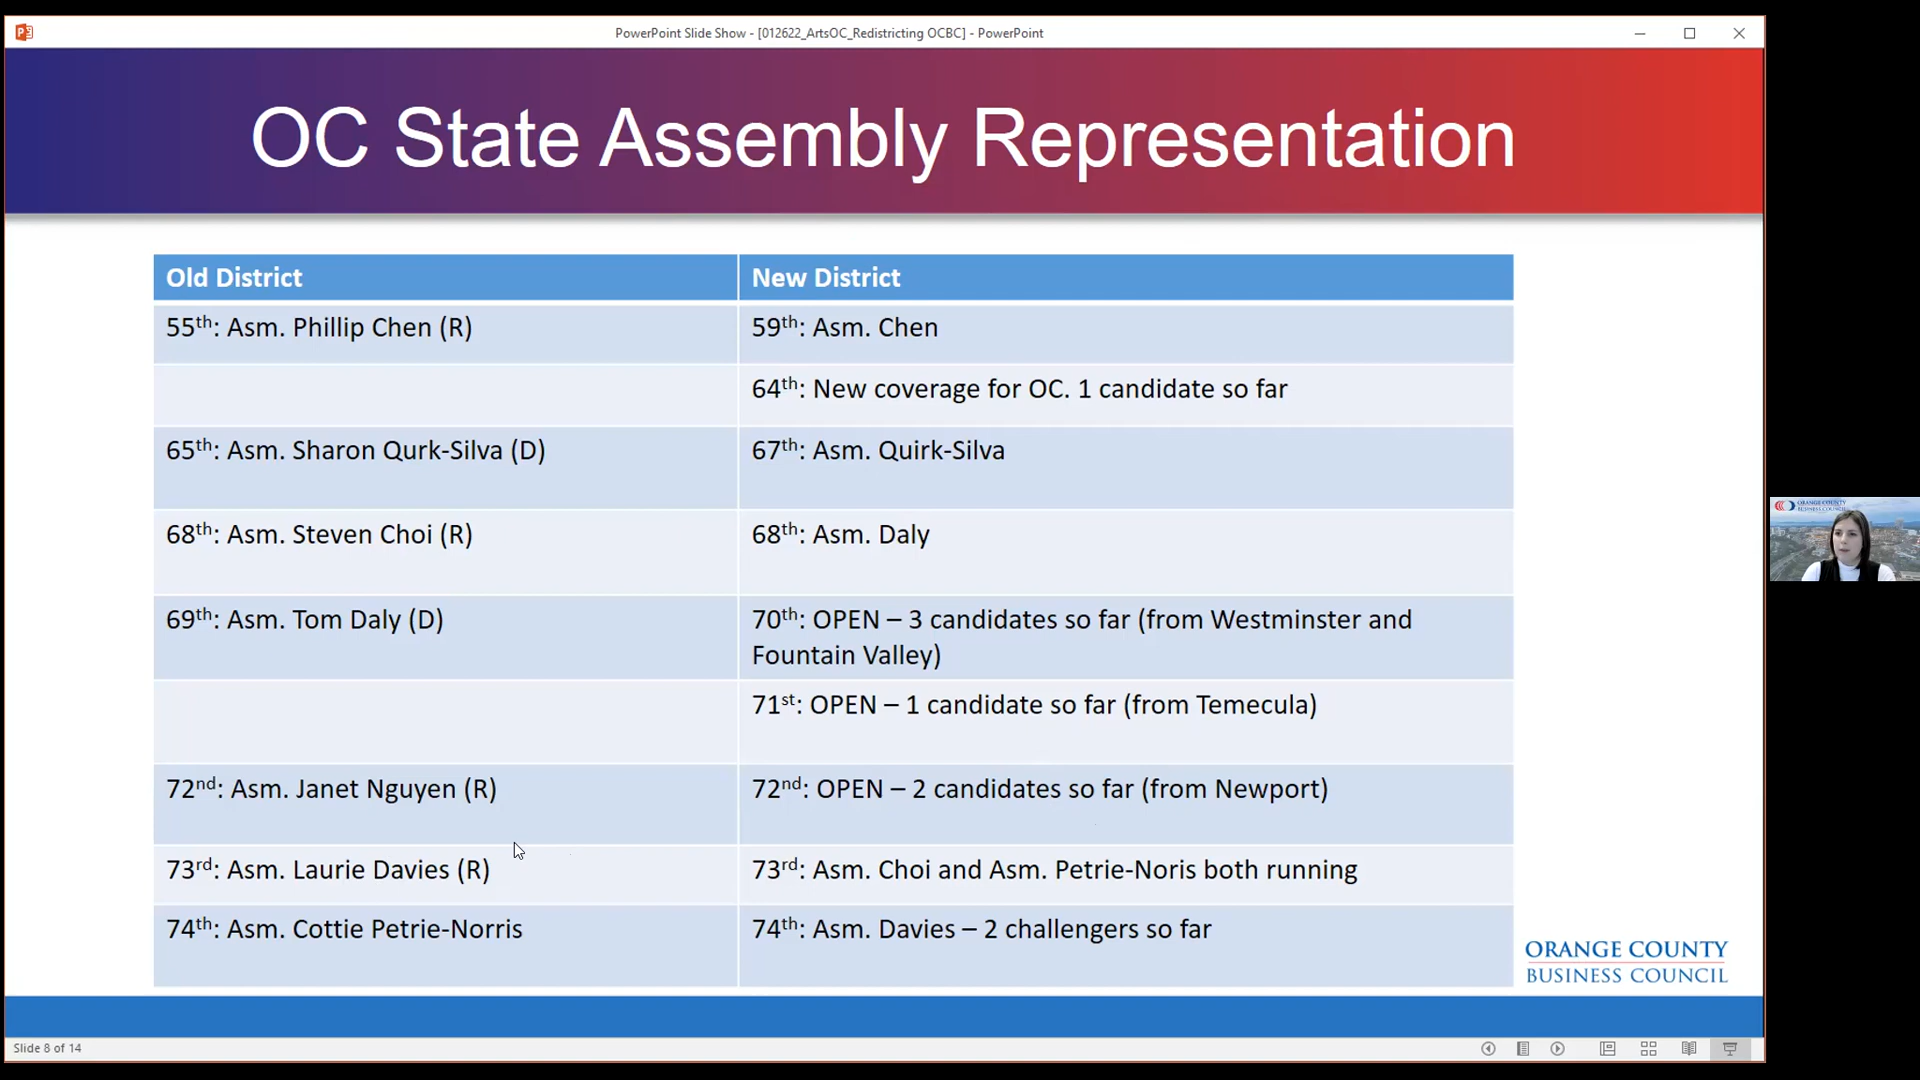 PowerPoint Slide Show - [012622_ArtsOC_Redistricting OCBC] - PowerPoint
OC State Assembly Representation
Old District
New District
55th: Asm. Phillip Chen (R)
59th: Asm. Chen
64th: New coverage for OC. 1 candidate so far
65th: Asm. Sharon Qurk-Silva (D)
67th: Asm. Quirk-Silva
68th: Asm. Steven Choi (R)
68th: Asm. Daly
69th: Asm. Tom Daly (D)
70th: OPEN – 3 candidates so far (from Westminster and
Fountain Valley)
71st: OPEN – 1 candidate so far (from Temecula)
72nd: Asm. Janet Nguyen (R)
72nd: OPEN – 2 candidates so far (from Newport)
73rd: Asm. Laurie Davies (R)
73rd: Asm. Choi and Asm. Petrie-Noris both running
74th: Asm. Cottie Petrie-Norris
74th: Asm. Davies – 2 challengers so far
ORANGE COUNTY
BUSINESS COUNCIL
ORANGE COUNTY
BUSINESS COUNCIL
Slide 8 of 14